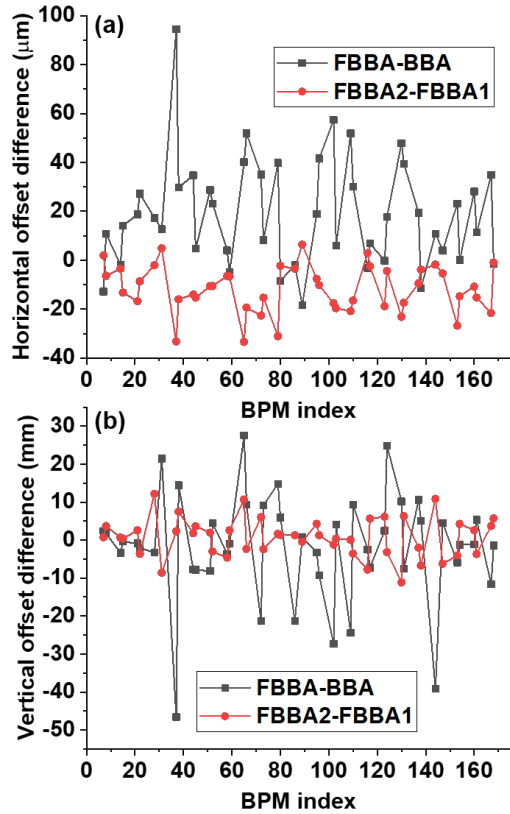 (a)
FBBA-BBA
FBBA2-FBBA1
Horizontal offset difference (μm)
100
80
60
40
20
0
-20
-40
0 20 40 60 80 100 120 140 160
BPM index
(b)
Vertical offset difference (mm)
30
20
10
0
-10
-20
-30
-40
-50
FBBA-BBA
FBBA2-FBBA1
0 20 40 60 80 100 120 140 160
BPM index